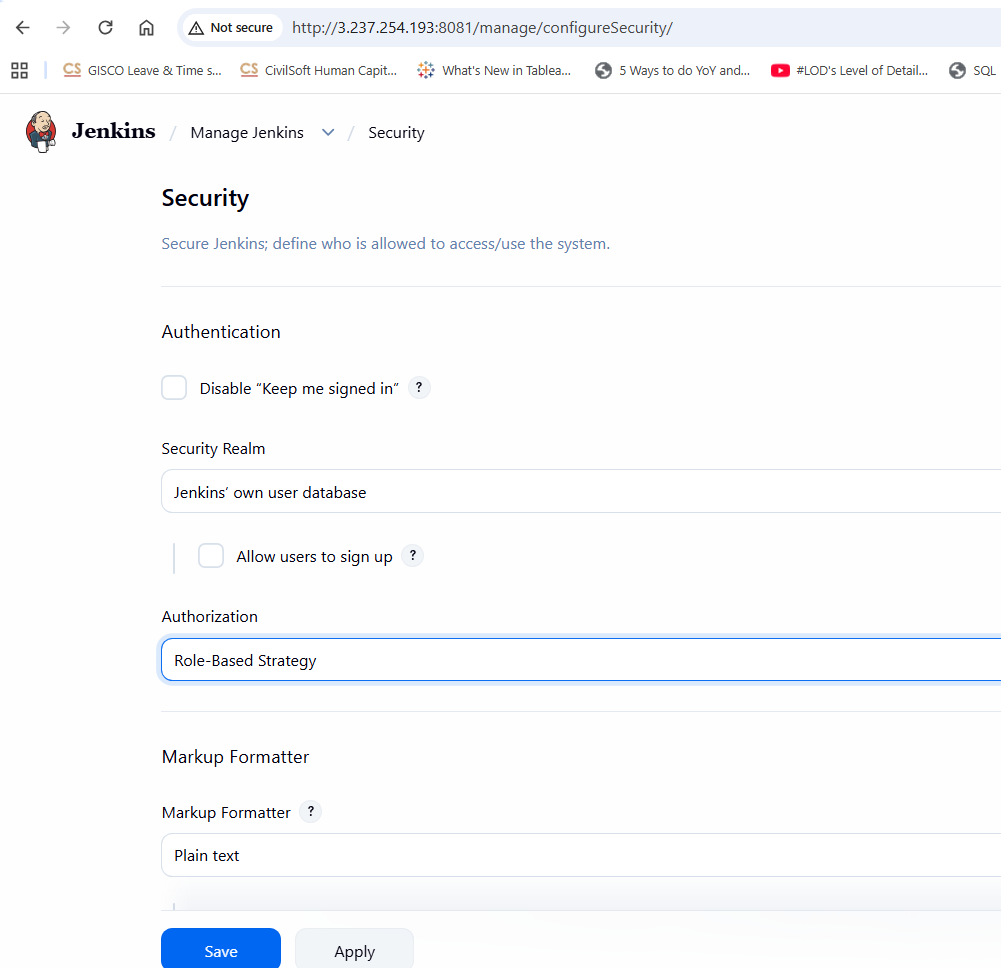 Not secure http://3.237.254.193:8081/manage/configureSecurity/
CS GISCO Leave & Time s... CS CivilSoft Human Capit... What's New in Tablea... 5 Ways to do YoY and... #LOD's Level of Detail... SQL
Jenkins / Manage Jenkins / Security
Security
Secure Jenkins; define who is allowed to access/use the system.
Authentication
Disable “Keep me signed in” ?
Security Realm
Jenkins’ own user database
Allow users to sign up ?
Authorization
Role-Based Strategy
Markup Formatter
Markup Formatter ?
Plain text
Save Apply